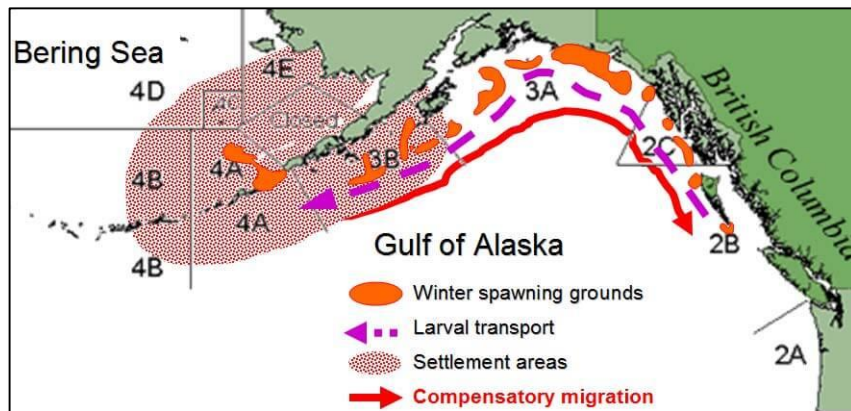 Bering Sea
4D
4E
4C
Closed
4B
4A
3B
3A
2C
British Columbia
4A
4B
2B
Gulf of Alaska
Winter spawning grounds
Larval transport
2A
Settlement areas
Compensatory migration